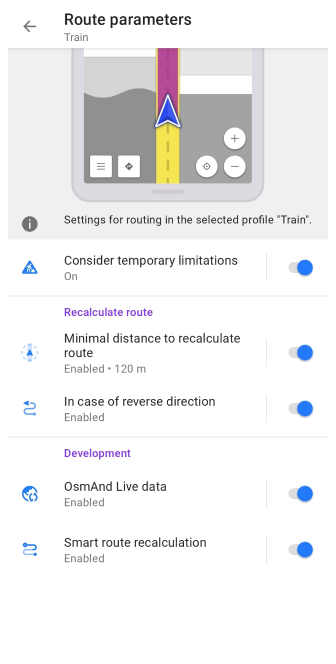 Route parameters
Train
Settings for routing in the selected profile "Train".
Consider temporary limitations
On
Recalculate route
Minimal distance to recalculate
route
Enabled • 120 m
In case of reverse direction
Enabled
Development
OsmAnd Live data
Enabled
Smart route recalculation
Enabled